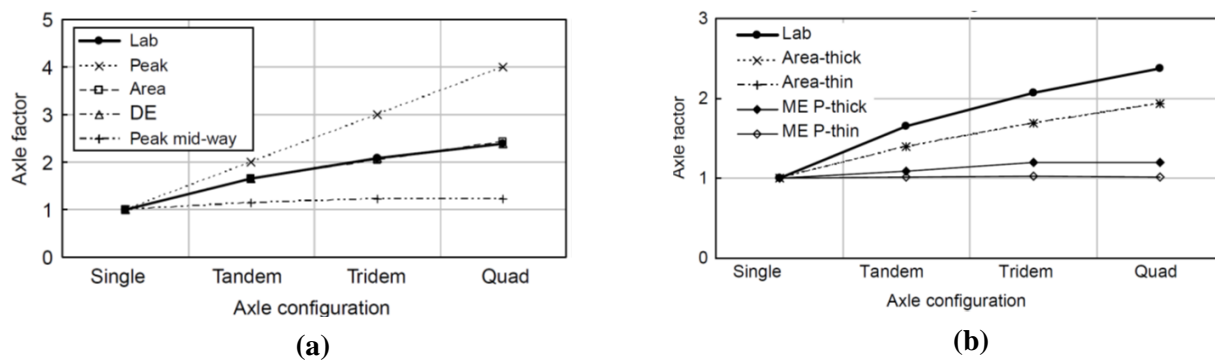 5
4
3
2
1
0
Axle factor
Lab
Peak
Area
DE
Peak mid-way
Single Tandem Tridem Quad
Axle configuration
(a)
3
2
1
0
Axle factor
Lab
Area-thick
Area-thin
ME P-thick
ME P-thin
Single Tandem Tridem Quad
Axle configuration
(b)